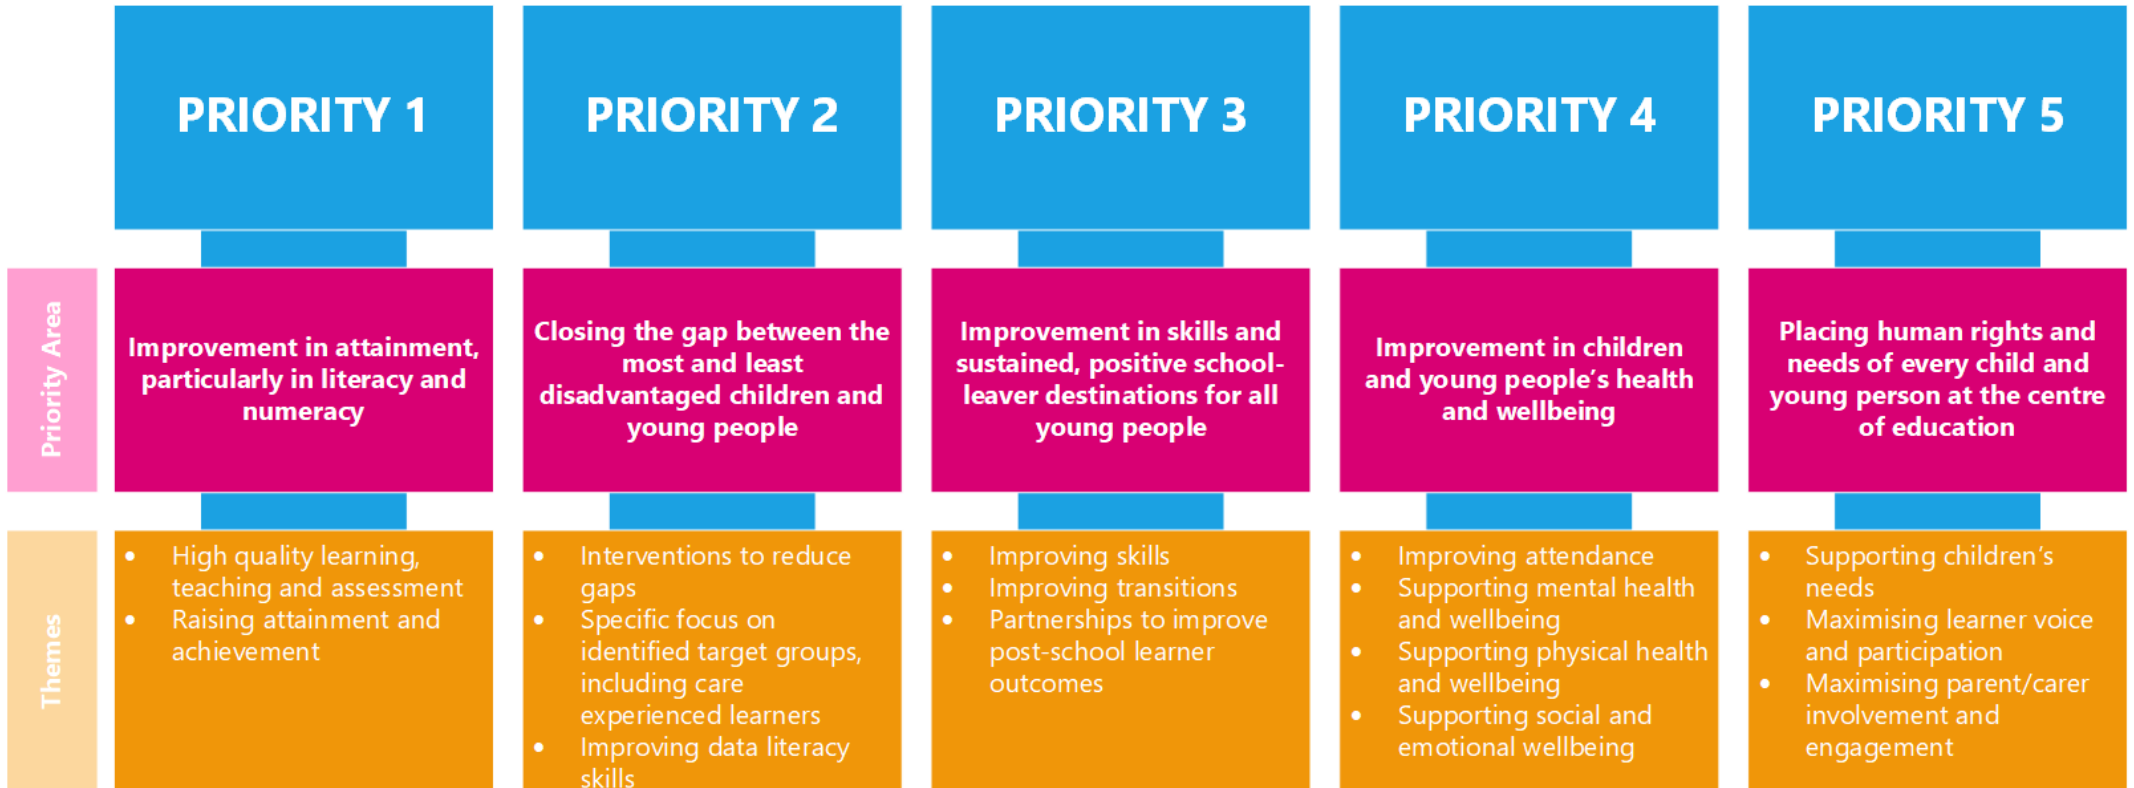 PRIORITY 1
PRIORITY 2
PRIORITY 3
PRIORITY 4
PRIORITY 5
Priority Area
Improvement in attainment,
particularly in literacy and
numeracy
Closing the gap between the
most and least
disadvantaged children and
young people
Improvement in skills and
sustained, positive school-
leaver destinations for all
young people
Improvement in children
and young people’s health
and wellbeing
Placing human rights and
needs of every child and
young person at the centre
of education
Themes
• High quality learning,
teaching and assessment
• Raising attainment and
achievement
• Interventions to reduce
gaps
• Specific focus on
identified target groups,
including care
experienced learners
• Improving data literacy
skills
• Improving skills
• Improving transitions
• Partnerships to improve
post-school learner
outcomes
• Improving attendance
• Supporting mental health
and wellbeing
• Supporting physical health
and wellbeing
• Supporting social and
emotional wellbeing
• Supporting children’s
needs
• Maximising learner voice
and participation
• Maximising parent/carer
involvement and
engagement